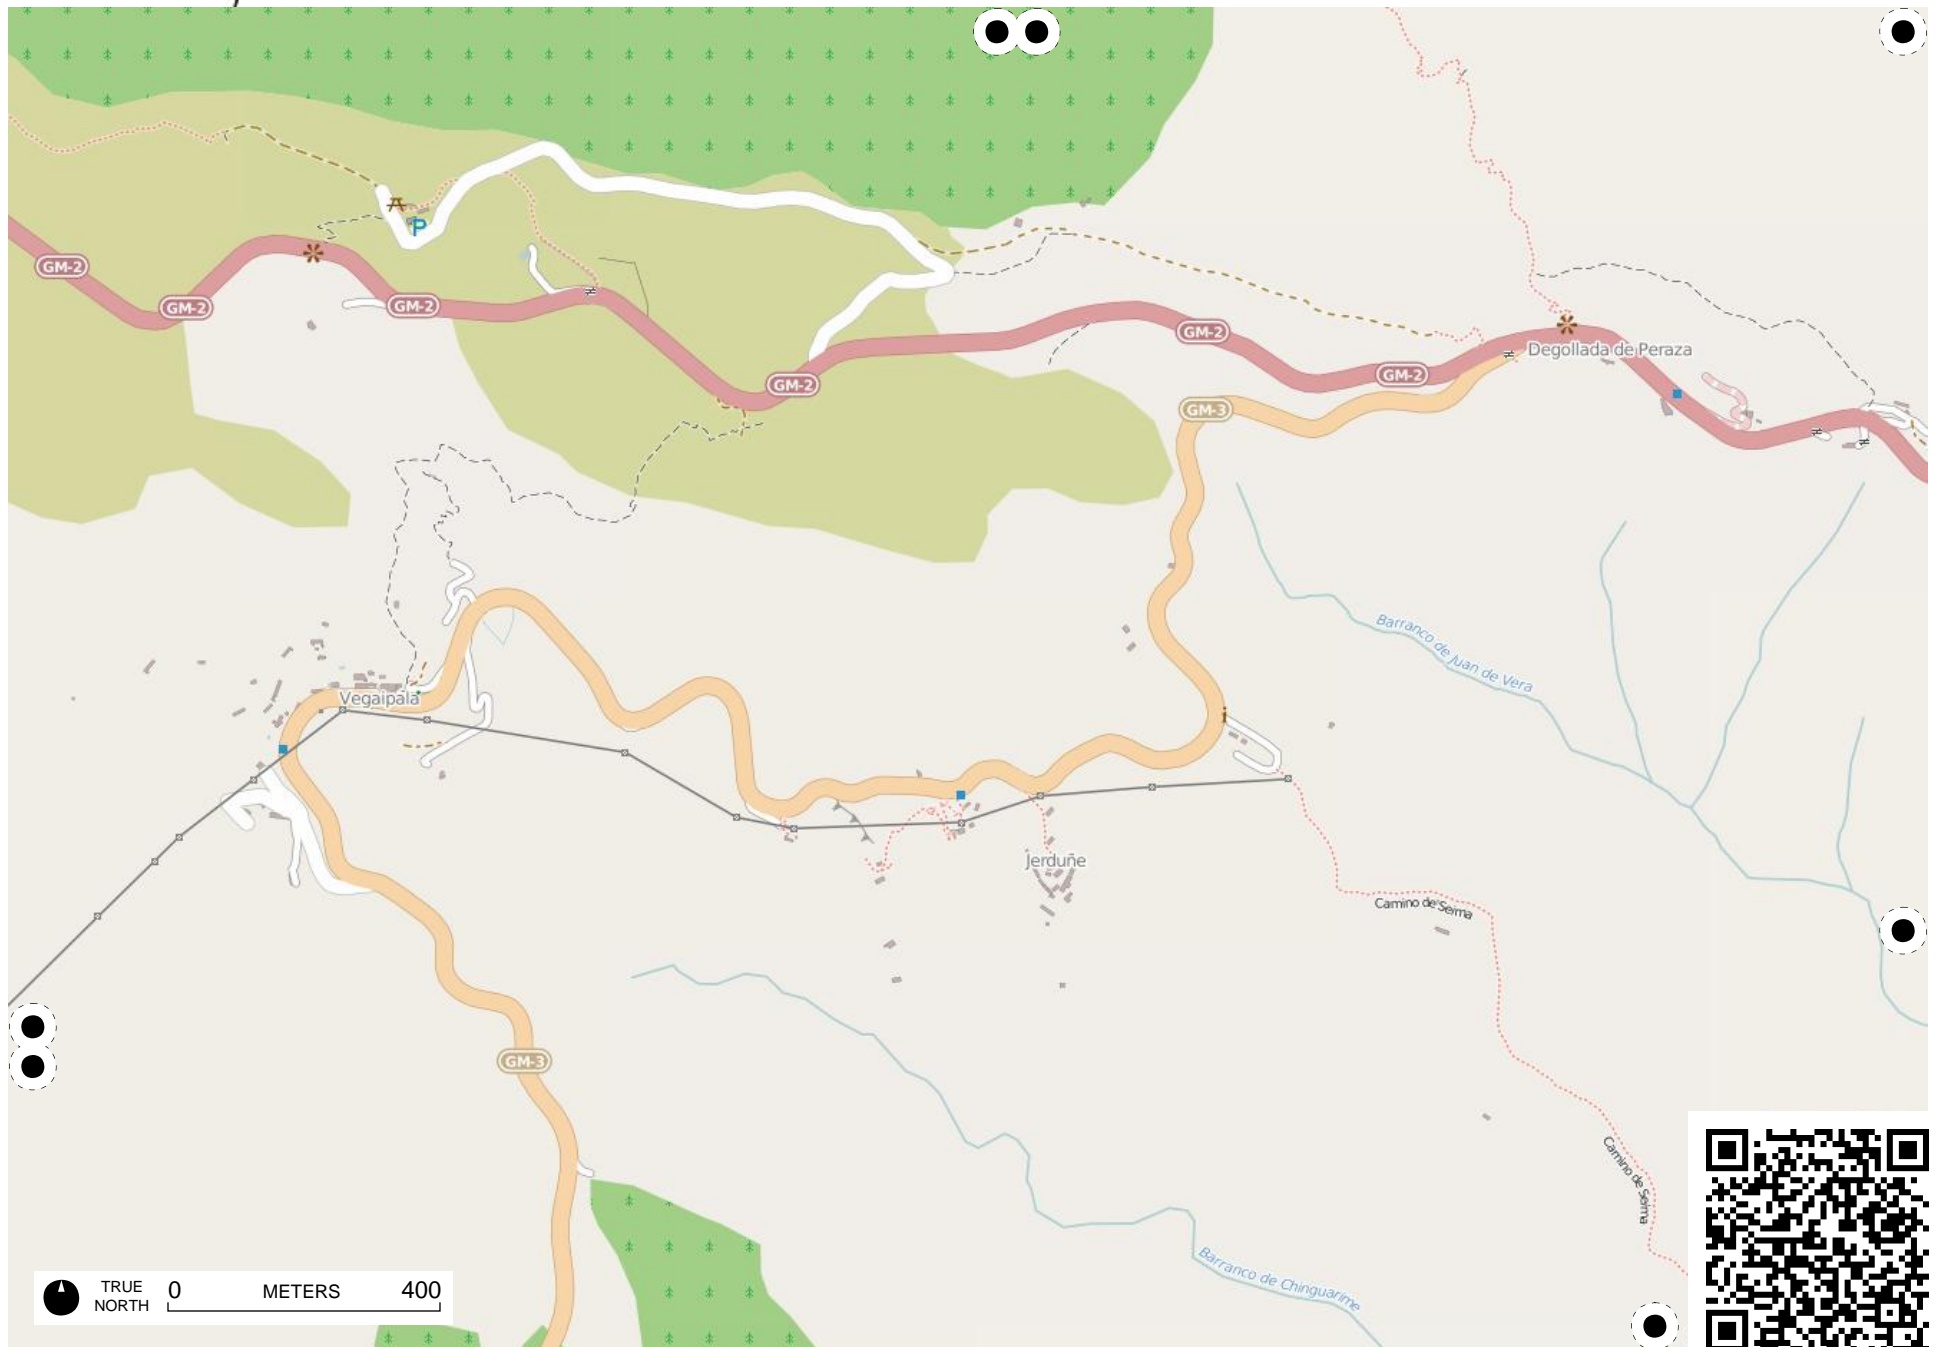 GM-2
GM-2
GM-2
GM-2
GM-2
GM-2
Degollada de Peraza
GM-3
Barranco de Juan de Vera
Vegaipala
Jerduñe
Camino de Seima
GM-3
Camino de Seima
Barranco de Chinguarime
TRUE NORTH
0 METERS 400
P